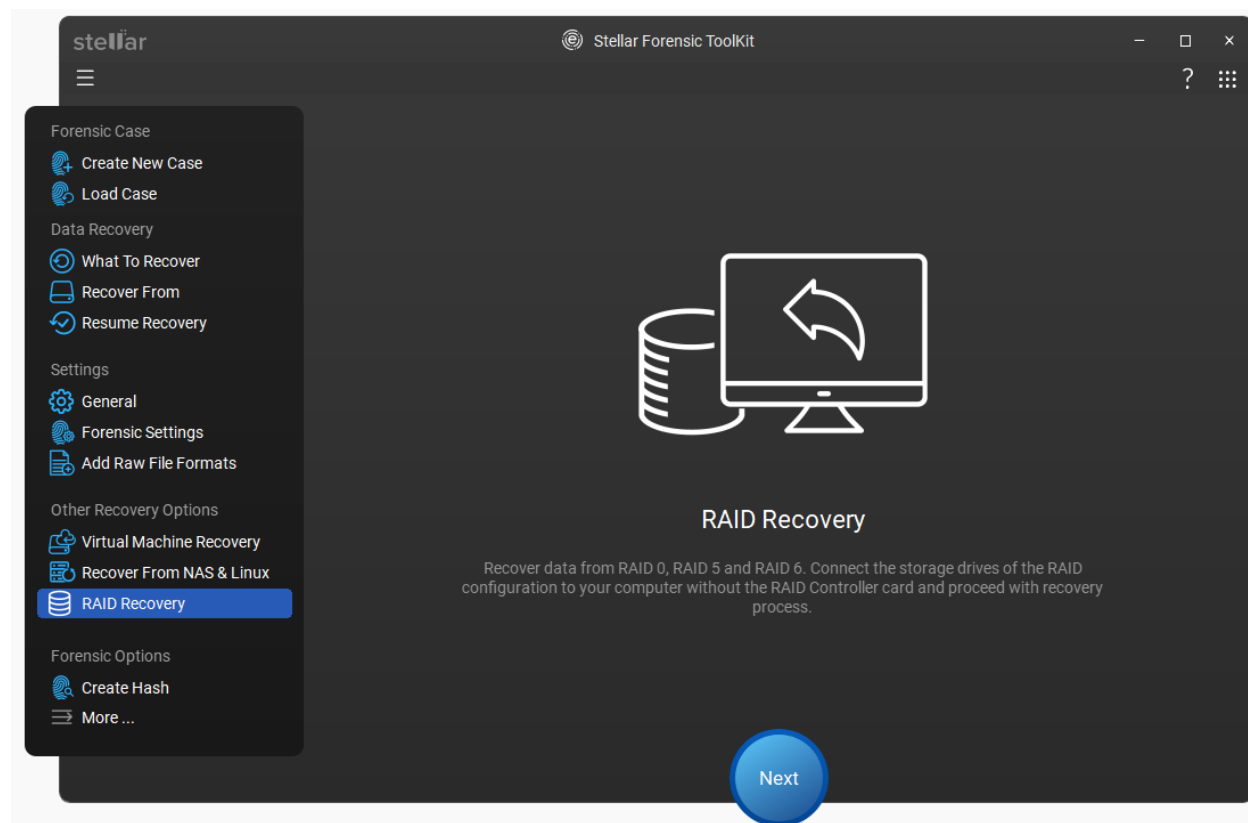 stellar
Stellar Forensic ToolKit
?
Forensic Case
Create New Case
Load Case
Data Recovery
What To Recover
Recover From
Resume Recovery
Settings
General
Forensic Settings
Add Raw File Formats
Other Recovery Options
Virtual Machine Recovery
Recover From NAS & Linux
RAID Recovery
Forensic Options
Create Hash
More ...
RAID Recovery
Recover data from RAID 0, RAID 5 and RAID 6. Connect the storage drives of the RAID
configuration to your computer without the RAID Controller card and proceed with recovery
process.
Next